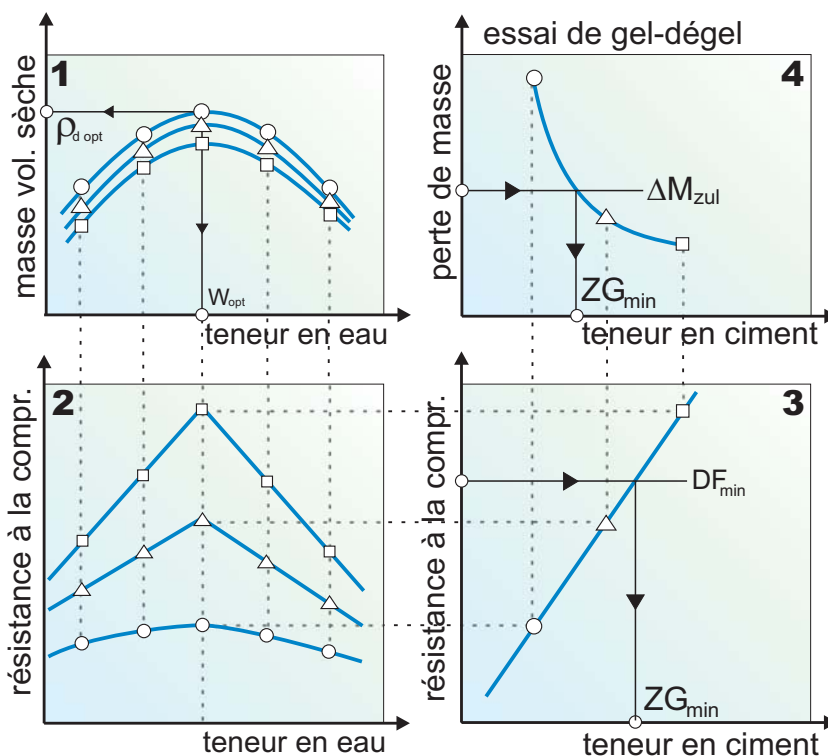 1
masse vol. sèche
ρd opt
Wopt
teneur en eau
essai de gel-dégel
4
perte de masse
ΔMzul
ZGmin
teneur en ciment
2
résistance à la compr.
teneur en eau
3
résistance à la compr.
DFmin
ZGmin
teneur en ciment